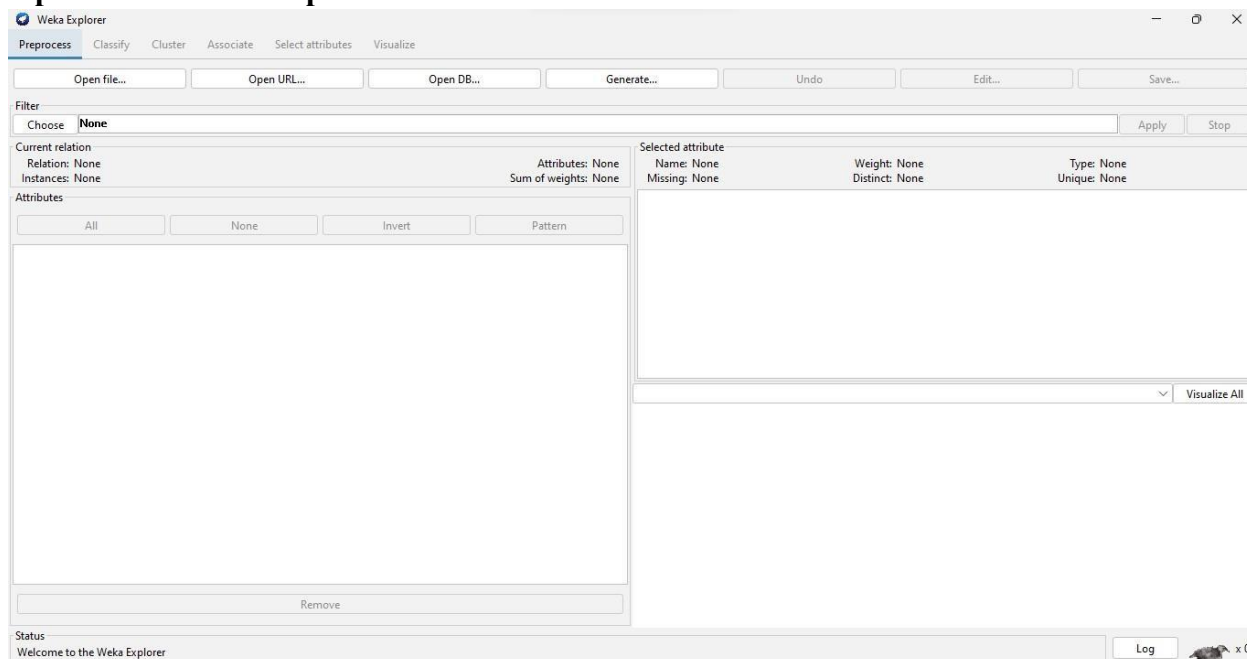 Weka Explorer
Preprocess Classify Cluster Associate Select attributes Visualize
Open file... Open URL... Open DB... Generate... Undo Edit... Save...
Filter
Choose None Apply Stop
Current relation
Relation: None Attributes: None
Instances: None Sum of weights: None
Selected attribute
Name: None Weight: None Type: None
Missing: None Distinct: None Unique: None
Attributes
All None Invert Pattern
Visualize All
Remove
Status
Welcome to the Weka Explorer
Log x 0